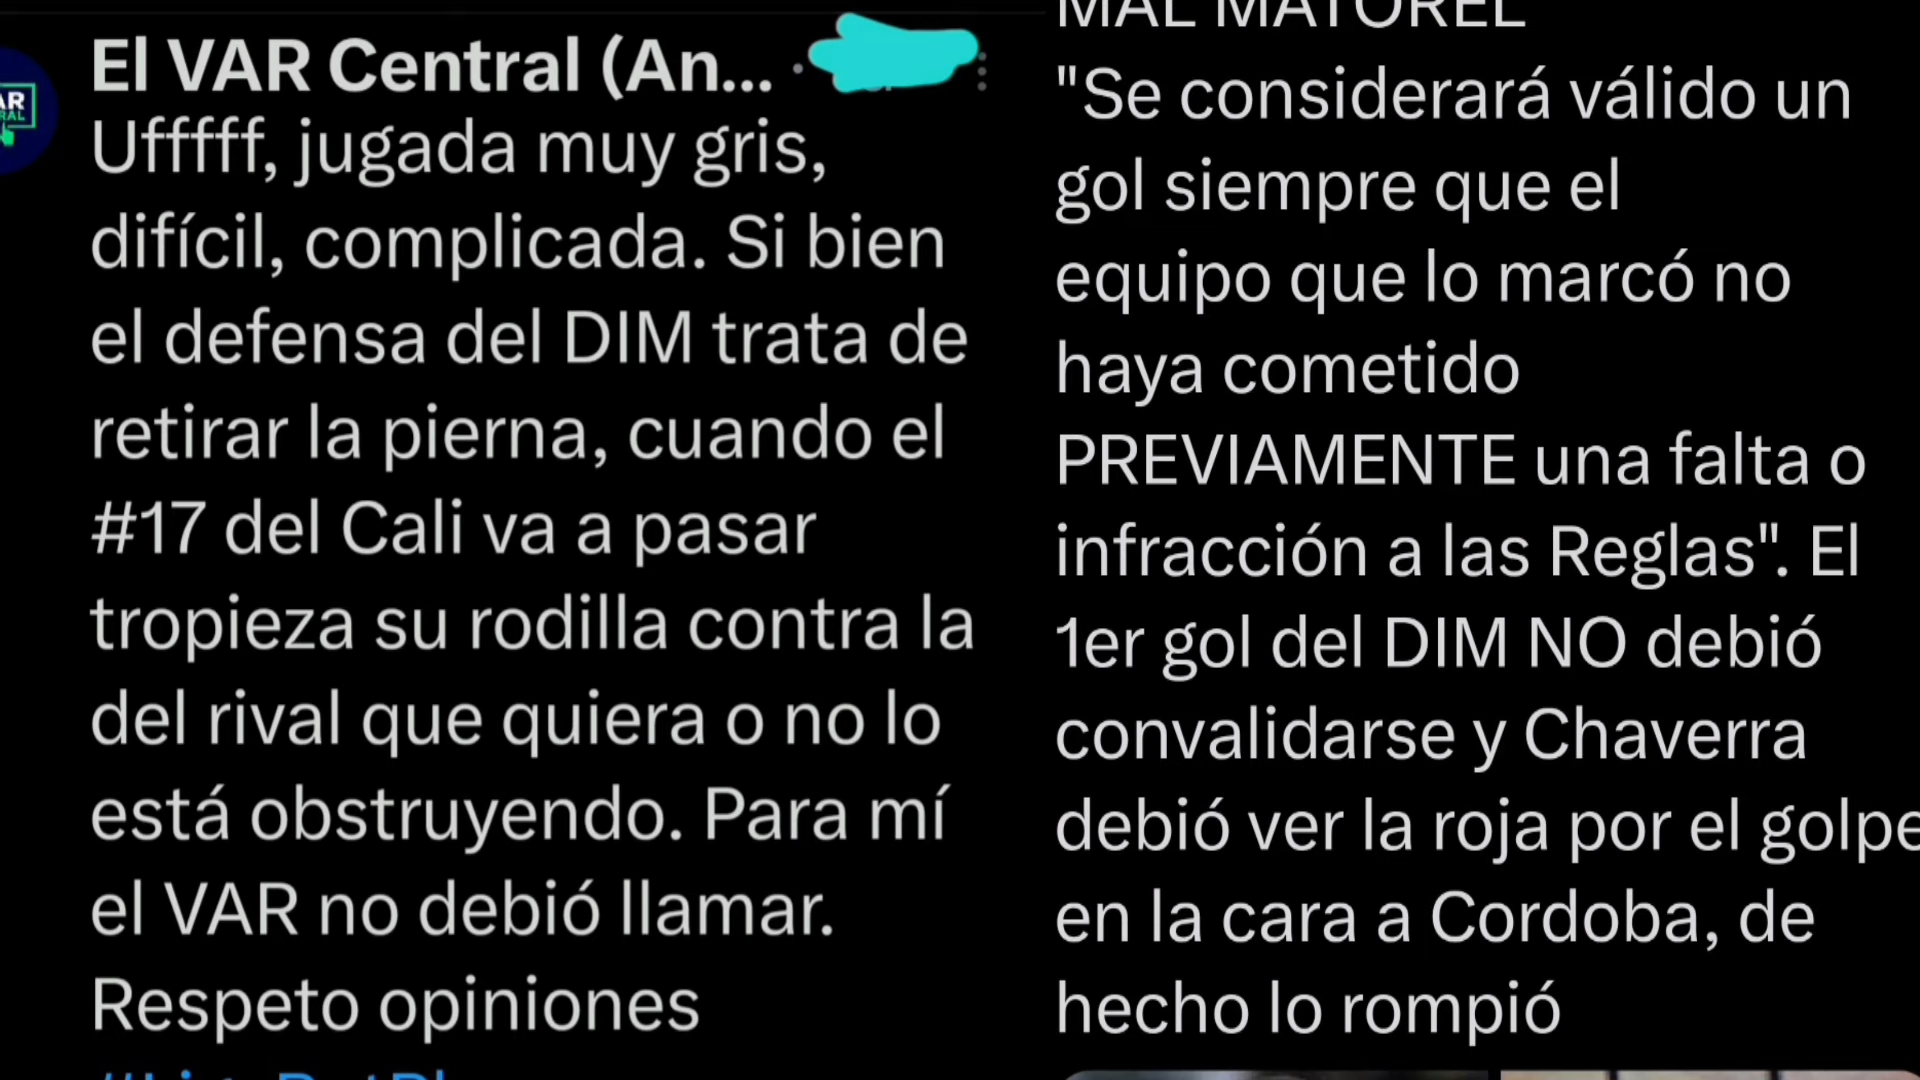 El VAR Central (An...
Ufffff, jugada muy gris,
difícil, complicada. Si bien
el defensa del DIM trata de
retirar la pierna, cuando el
#17 del Cali va a pasar
tropieza su rodilla contra la
del rival que quiera o no lo
está obstruyendo. Para mí
el VAR no debió llamar.
Respeto opiniones
MAL MATOREL
"Se considerará válido un
gol siempre que el
equipo que lo marcó no
haya cometido
PREVIAMENTE una falta o
infracción a las Reglas". El
1er gol del DIM NO debió
convalidarse y Chaverra
debió ver la roja por el golpe
en la cara a Cordoba, de
hecho lo rompió